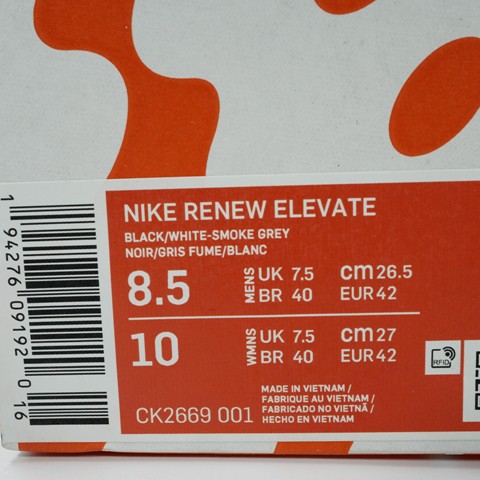 NIKE RENEW ELEVATE
BLACK/WHITE-SMOKE GREY
NOIR/GRIS FUME/BLANC
8.5 MENS UK 7.5 cm 26.5
BR 40 EUR 42
10 WMNS UK 7.5 cm 27
BR 40 EUR 42
RFID
MADE IN VIETNAM /
FABRIQUE AU VIETNAM /
FABRICADO NO VIETNÃ /
HECHO EN VIETNAM
CK2669 001
1 94276 09192 0 16